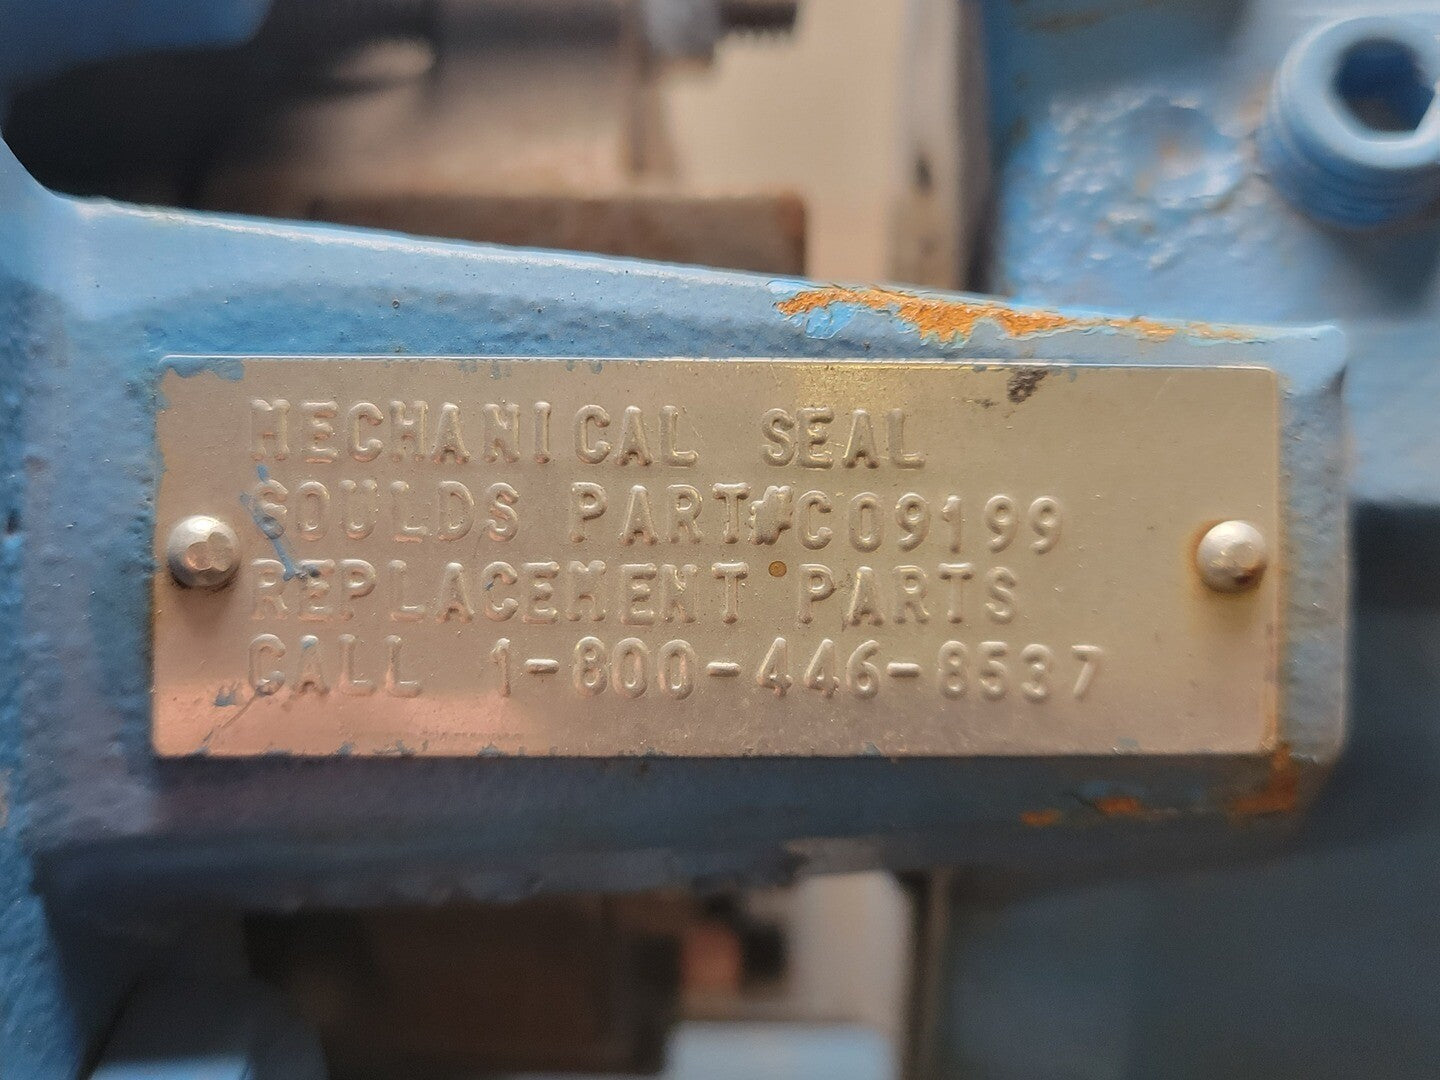 MECHANICAL SEAL
GOULDS PART#C09199
REPLACEMENT PARTS
CALL 1-800-446-8537